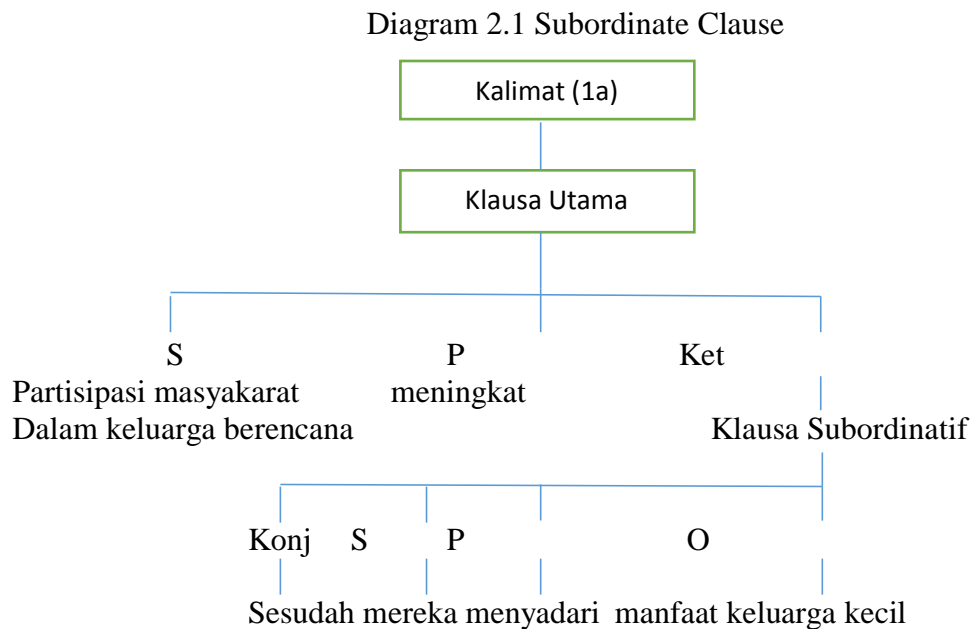 Diagram 2.1 Subordinate Clause
Kalimat (1a)
Klausa Utama
S P Ket
Partisipasi masyakarat meningkat
Dalam keluarga berencana
Klausa Subordinatif
Konj S P O
Sesudah mereka menyadari manfaat keluarga kecil